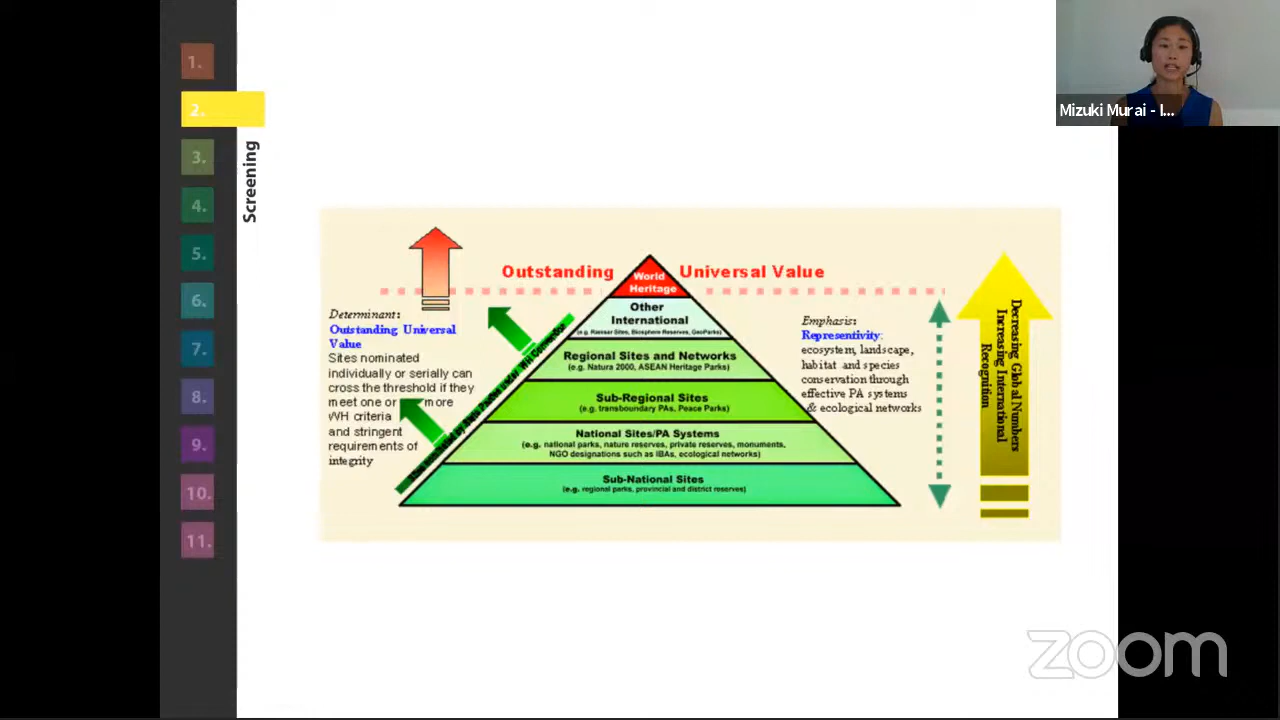 1.
2.
3.
4.
5.
6.
7.
8.
9.
10.
11.
Screening
Outstanding
Universal Value
World
Heritage
Other
International
(e.g. Ramsar Sites, Biosphere Reserves, GeoParks)
Regional Sites and Networks
(e.g. Natura 2000, ASEAN Heritage Parks)
Sub-Regional Sites
(e.g. transboundary PAs, Peace Parks)
National Sites/PA Systems
(e.g. national parks, nature reserves, private reserves, monuments,
NGO designations such as IBAs, ecological networks)
Sub-National Sites
(e.g. regional parks, provincial and district reserves)
Determinant:
Outstanding Universal
Value
Sites nominated
individually or serially can
cross the threshold if they
meet one or more
WH criteria
and stringent
requirements of
integrity
Emphasis:
Representivity:
ecosystem, landscape,
habitat and species
conservation through
effective PA systems
& ecological networks
Decreasing Global Numbers
Increasing International
Recognition
Mizuki Murai - I...
zoom